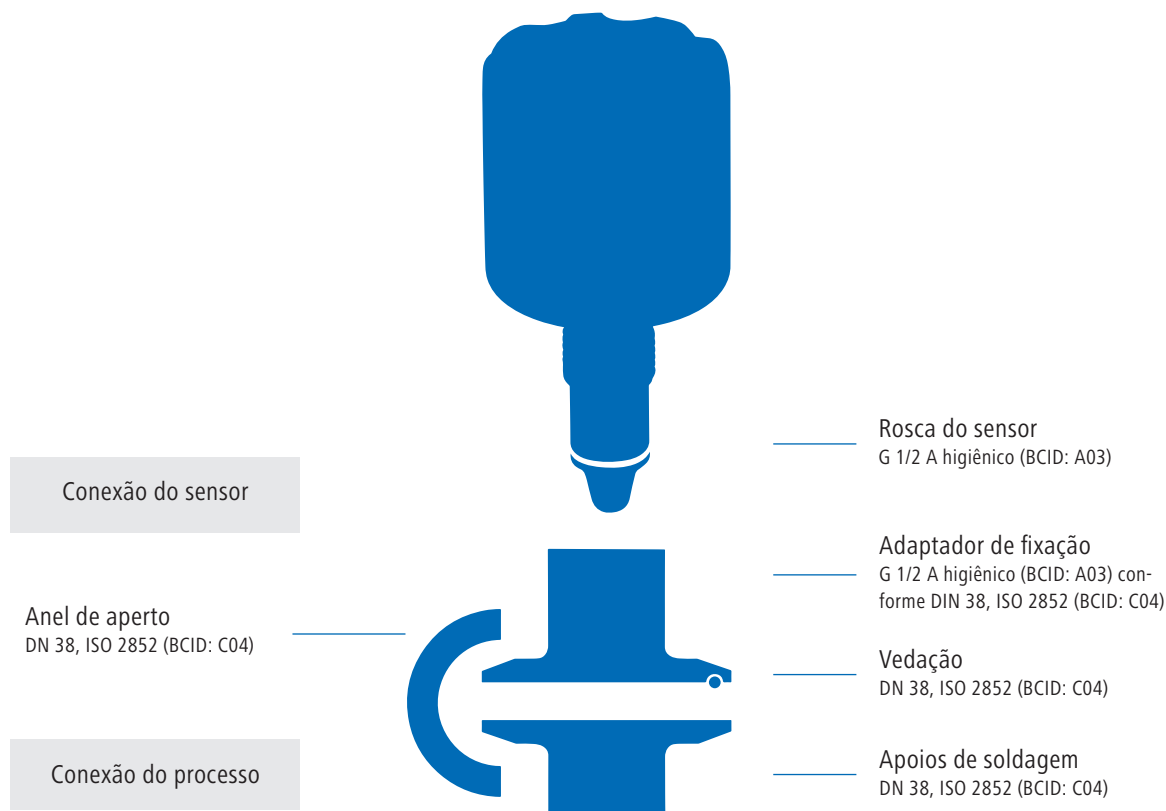 Rosca do sensor
G 1/2 A higiênico (BCID: A03)
Conexão do sensor
Adaptador de fixação
G 1/2 A higiênico (BCID: A03) con-
forme DIN 38, ISO 2852 (BCID: C04)
Anel de aperto
DN 38, ISO 2852 (BCID: C04)
Vedação
DN 38, ISO 2852 (BCID: C04)
Conexão do processo
Apoios de soldagem
DN 38, ISO 2852 (BCID: C04)